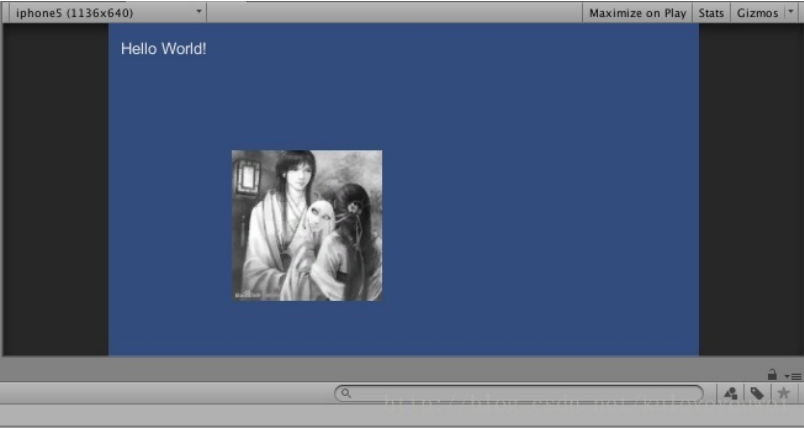 iphone5 (1136x640)
Maximize on Play
Stats
Gizmos
Hello World!